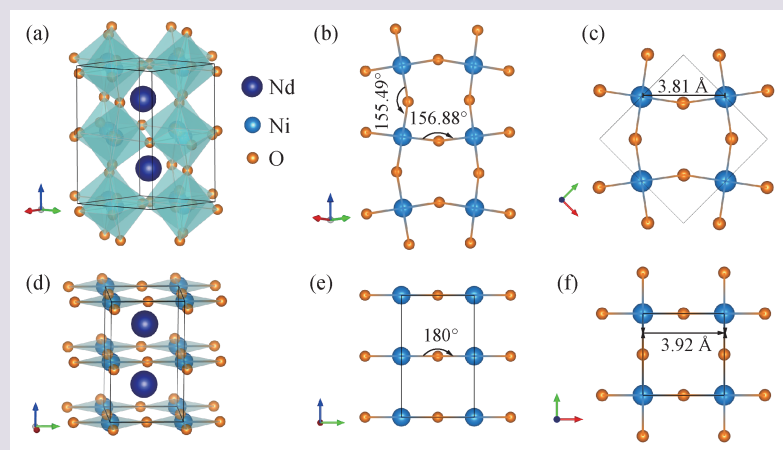 (a)
(b)
(c)
Nd
Ni
O
155.49°
156.88°
3.81 Å
(d)
(e)
(f)
180°
3.92 Å